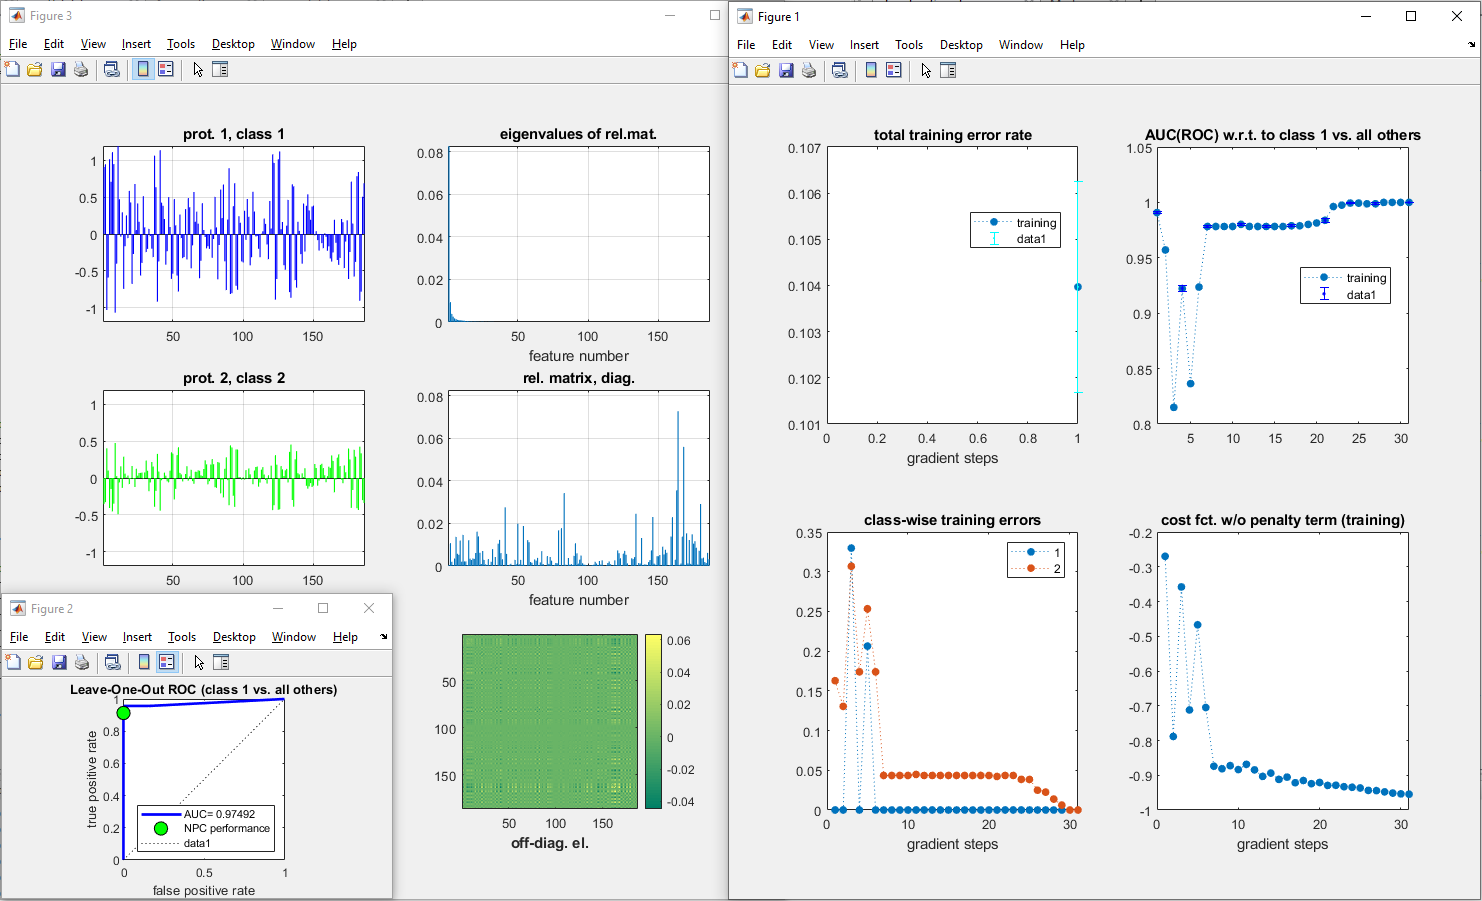 Figure 3
File Edit View Insert Tools Desktop Window Help
prot. 1, class 1
1
0.5
0
-0.5
-1
50 100 150
eigenvalues of rel.mat.
0.08
0.06
0.04
0.02
0
50 100 150
feature number
prot. 2, class 2
1
0.5
0
-0.5
-1
50 100 150
rel. matrix, diag.
0.08
0.06
0.04
0.02
0
50 100 150
feature number
50
100
150
50 100 150
off-diag. el.
0.06
0.04
0.02
0
-0.02
-0.04
Figure 2
File Edit View Insert Tools Desktop Window Help
Leave-One-Out ROC (class 1 vs. all others)
true positive rate
1
0.8
0.6
0.4
0.2
0
AUC= 0.97492
NPC performance
data1
0 0.5 1
false positive rate
Figure 1
File Edit View Insert Tools Desktop Window Help
total training error rate
0.107
0.106
0.105
0.104
0.103
0.102
0.101
training
data1
0 0.2 0.4 0.6 0.8 1
gradient steps
AUC(ROC) w.r.t. to class 1 vs. all others
1.05
1
0.95
0.9
0.85
0.8
training
data1
5 10 15 20 25 30
class-wise training errors
0.35
0.3
0.25
0.2
0.15
0.1
0.05
0
1
2
0 10 20 30
gradient steps
cost fct. w/o penalty term (training)
-0.2
-0.3
-0.4
-0.5
-0.6
-0.7
-0.8
-0.9
-1
0 5 10 15 20 25 30
gradient steps